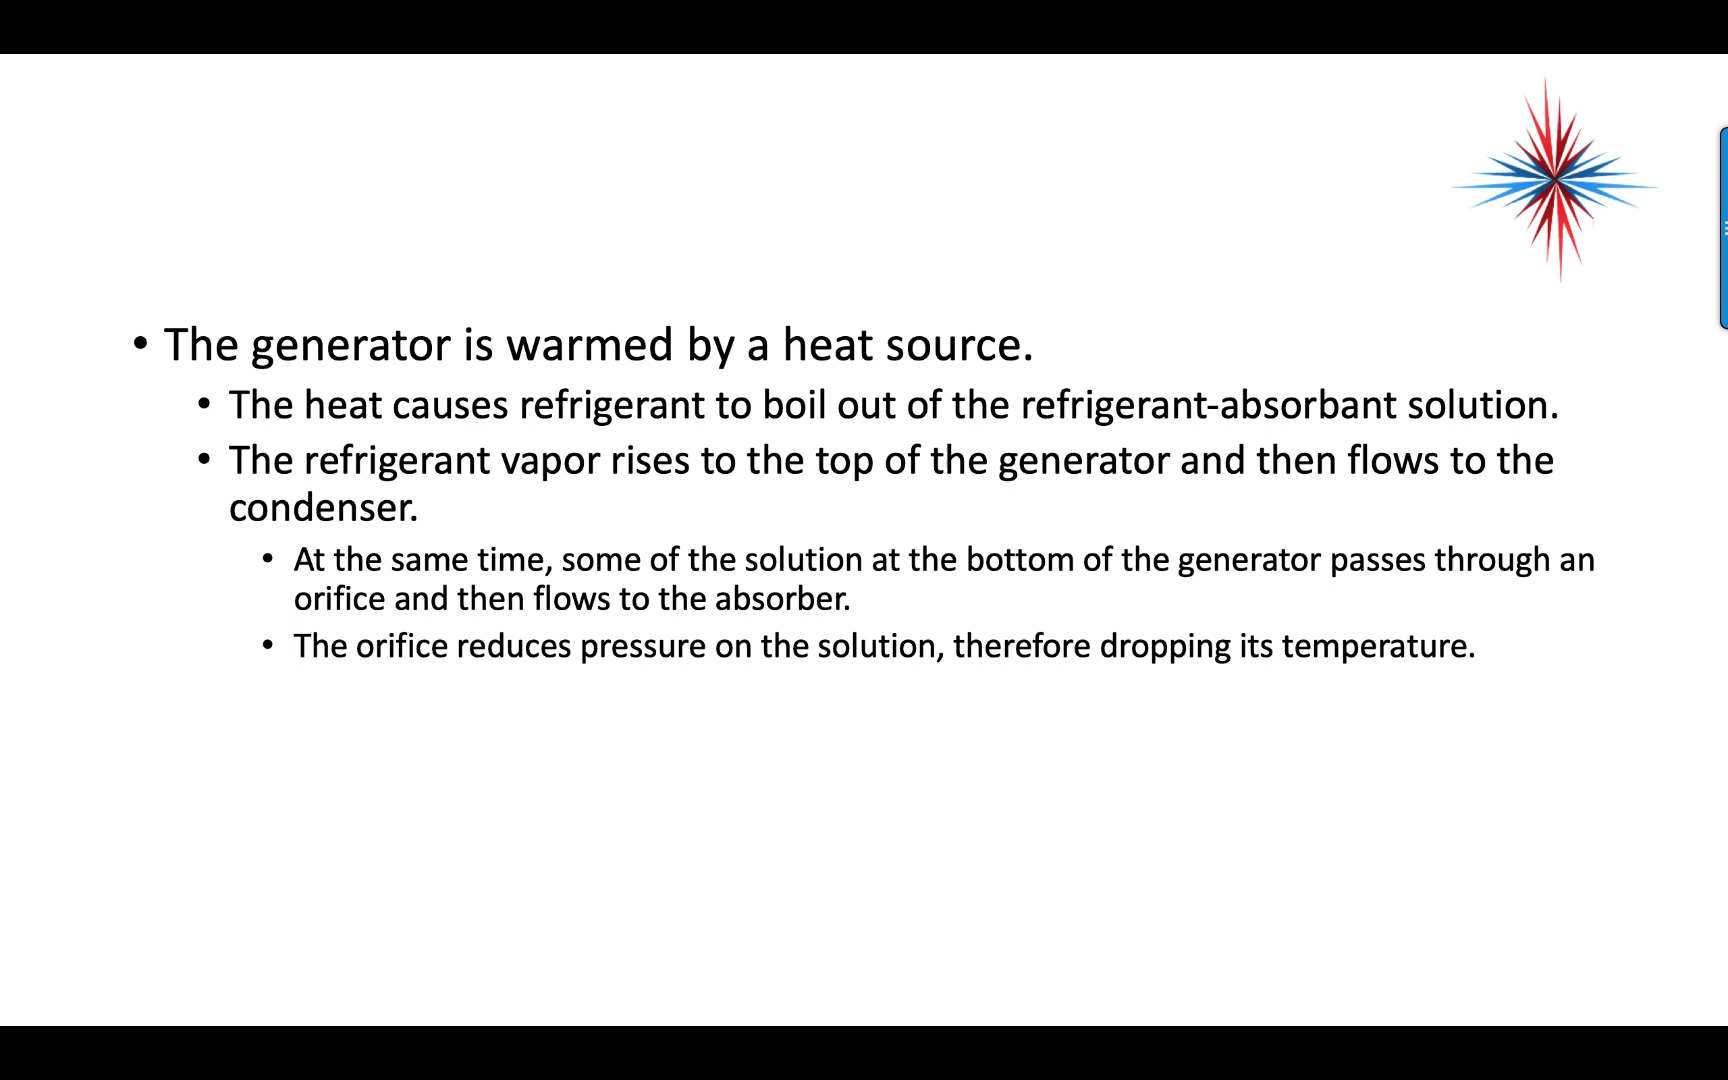 • The generator is warmed by a heat source.
• The heat causes refrigerant to boil out of the refrigerant-absorbant solution.
• The refrigerant vapor rises to the top of the generator and then flows to the
condenser.
• At the same time, some of the solution at the bottom of the generator passes through an
orifice and then flows to the absorber.
• The orifice reduces pressure on the solution, therefore dropping its temperature.